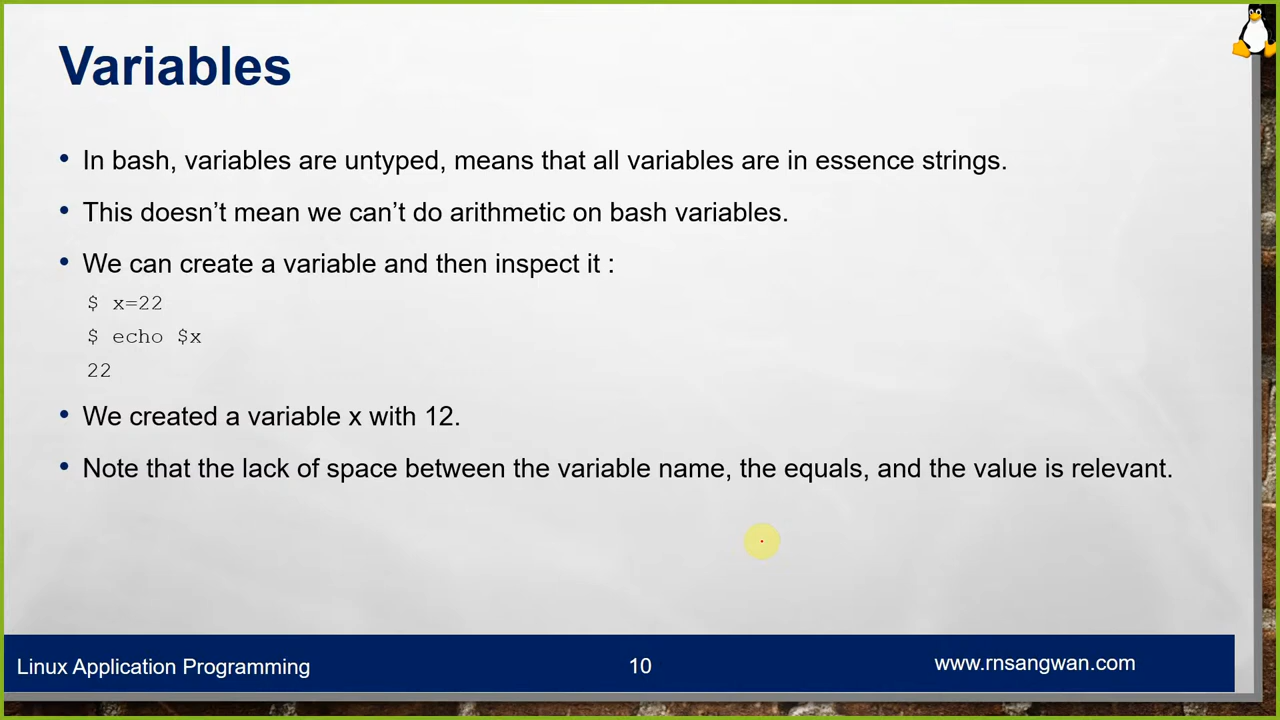 Variables
• In bash, variables are untyped, means that all variables are in essence strings.
• This doesn’t mean we can’t do arithmetic on bash variables.
• We can create a variable and then inspect it :
$ x=22
$ echo $x
22
• We created a variable x with 12.
• Note that the lack of space between the variable name, the equals, and the value is relevant.
Linux Application Programming
10
www.rnsangwan.com